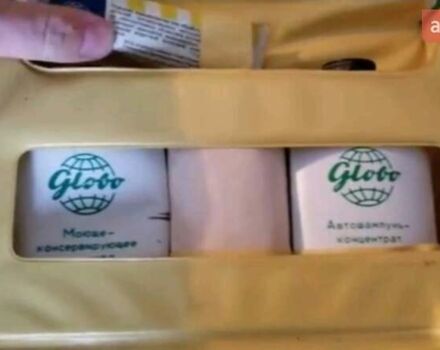 Globo
Моюще-
консервирующее
Globo
Автошампунь-
концентрат